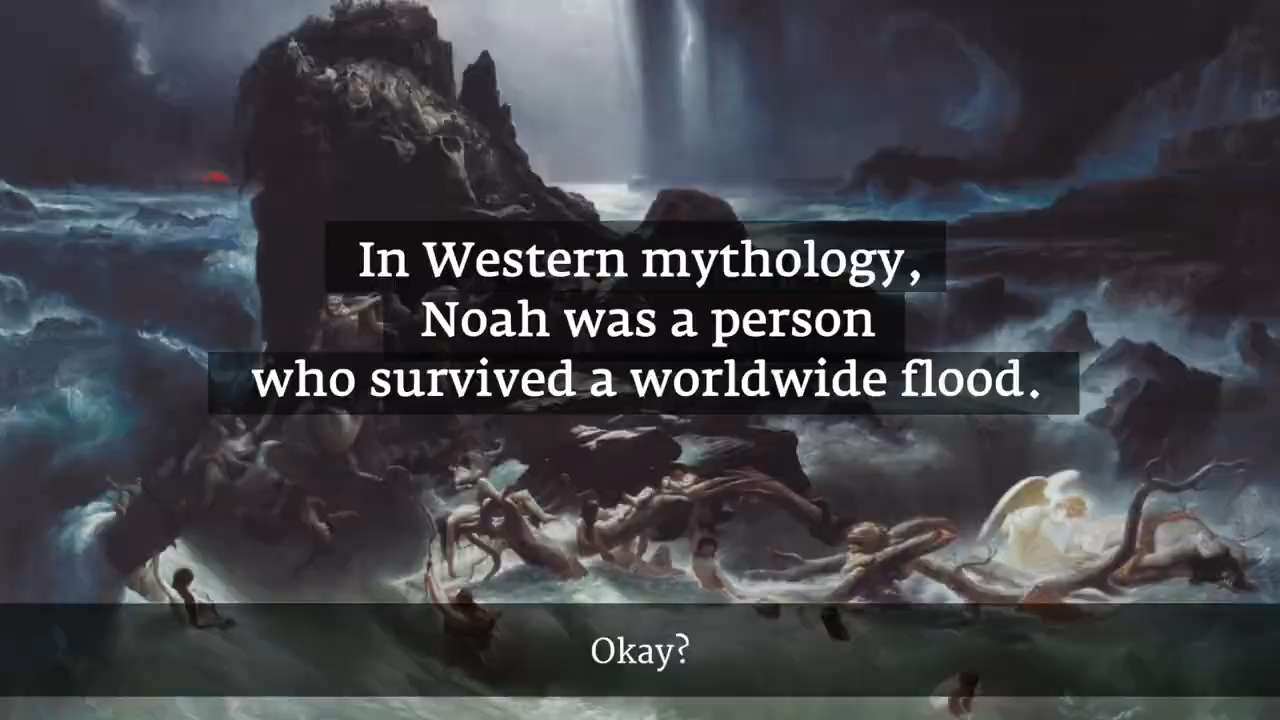 In Western mythology,
Noah was a person
who survived a worldwide flood.
Okay?